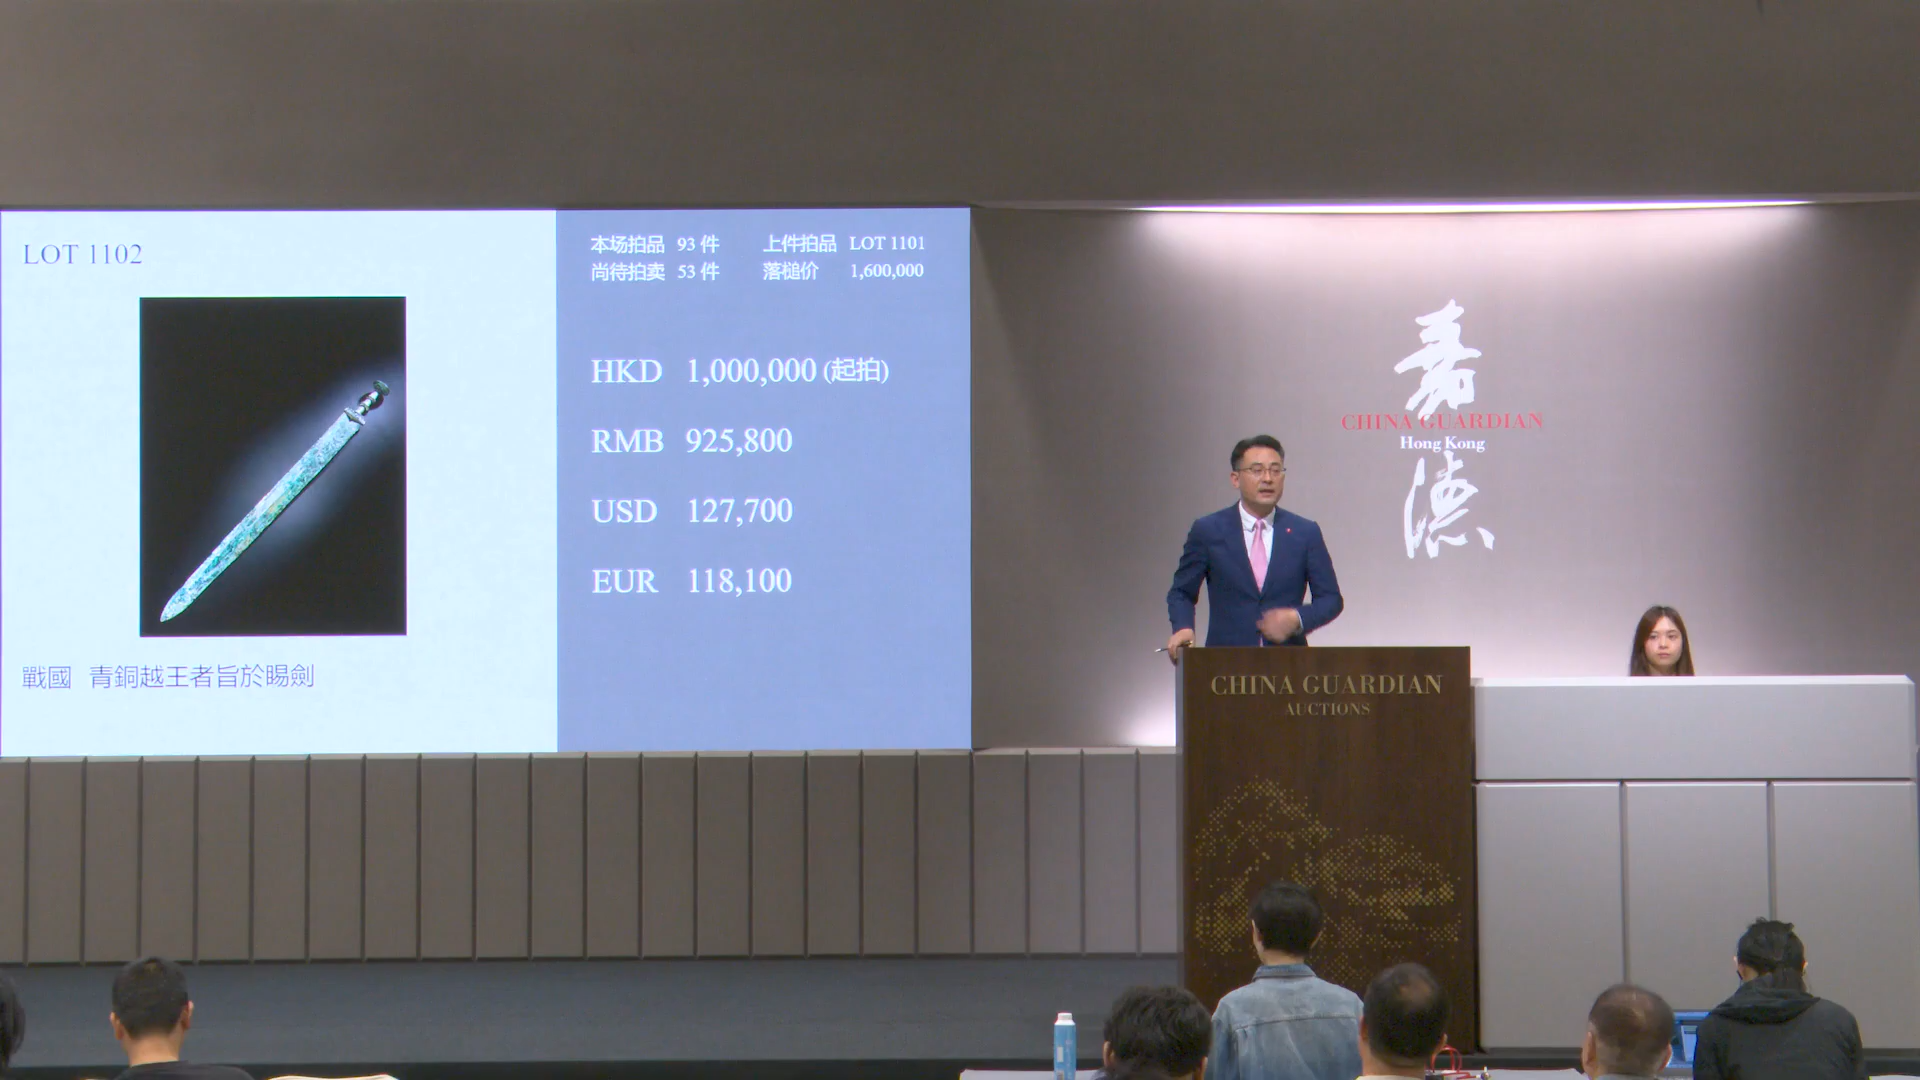 LOT 1102
戰國 青銅越王者旨於賜劍
本场拍品 93 件 上件拍品 LOT 1101
尚待拍卖 53 件 落槌价 1,600,000
HKD 1,000,000 (起拍)
RMB 925,800
USD 127,700
EUR 118,100
嘉
CHINA GUARDIAN
Hong Kong
德
CHINA GUARDIAN
AUCTIONS